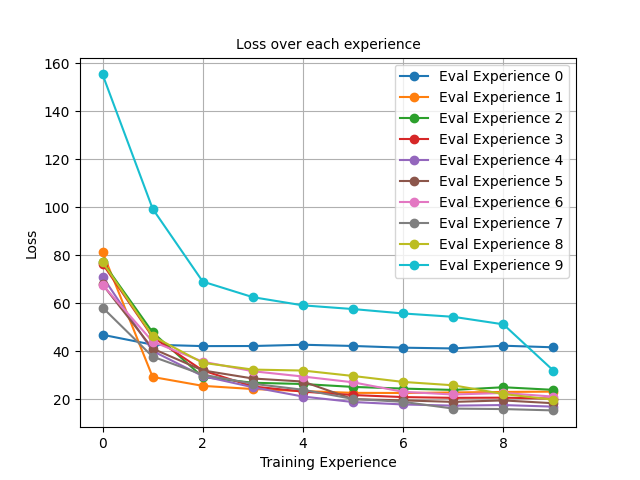 Loss over each experience
160
140
120
100
80
60
40
20
Loss
0
2
4
6
8
Training Experience
Eval Experience 0
Eval Experience 1
Eval Experience 2
Eval Experience 3
Eval Experience 4
Eval Experience 5
Eval Experience 6
Eval Experience 7
Eval Experience 8
Eval Experience 9